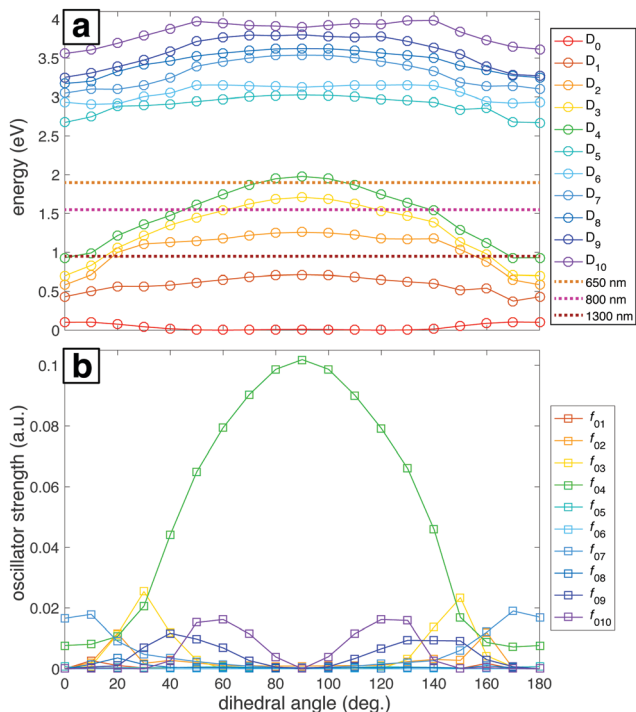 a
4
3.5
3
2.5
2
1.5
1
0.5
0
energy (eV)
D0
D1
D2
D3
D4
D5
D6
D7
D8
D9
D10
650 nm
800 nm
1300 nm
b
0.1
0.08
0.06
0.04
0.02
0
oscillator strength (a.u.)
0 20 40 60 80 100 120 140 160 180
dihedral angle (deg.)
f01
f02
f03
f04
f05
f06
f07
f08
f09
f010